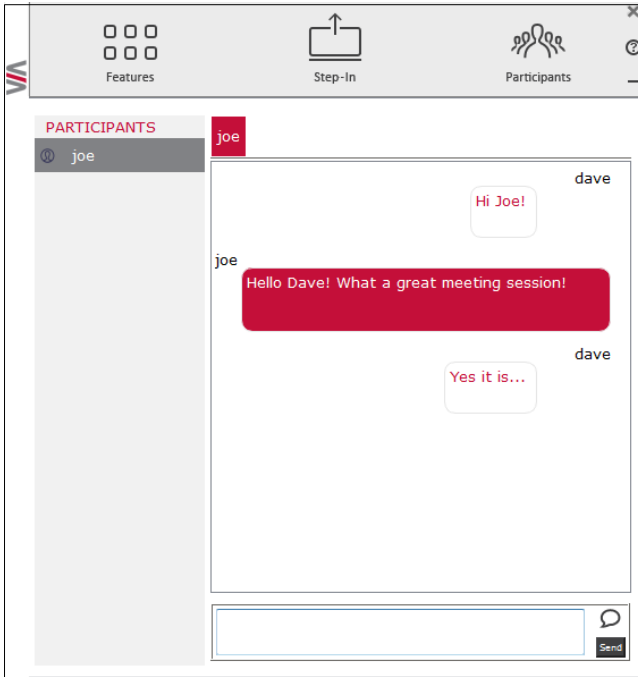 Features
Step-In
Participants
PARTICIPANTS
joe
joe
dave
Hi Joe!
joe
Hello Dave! What a great meeting session!
dave
Yes it is...
Send